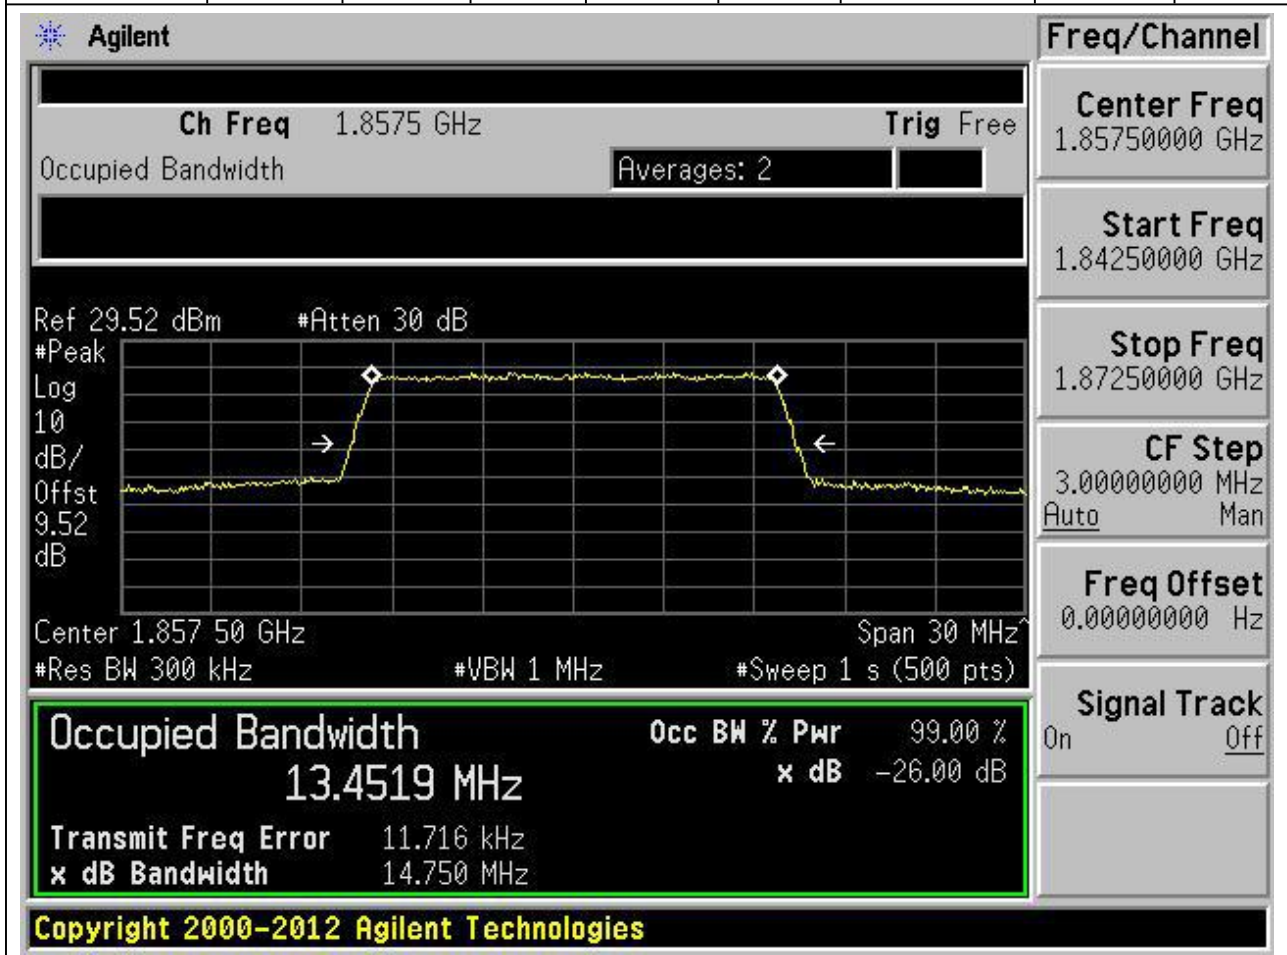 Agilent
Freq/Channel
Ch Freq 1.8575 GHz Trig Free
Occupied Bandwidth Averages: 2
Center Freq
1.85750000 GHz
Start Freq
1.84250000 GHz
Stop Freq
1.87250000 GHz
CF Step
3.00000000 MHz
Auto Man
Freq Offset
0.00000000 Hz
Signal Track
On Off
Ref 29.52 dBm #Atten 30 dB
#Peak
Log
10
dB/
Offst
9.52
dB
Center 1.857 50 GHz Span 30 MHz^
#Res BW 300 kHz #VBW 1 MHz #Sweep 1 s (500 pts)
Occupied Bandwidth Occ BW % Pwr 99.00 %
13.4519 MHz x dB -26.00 dB
Transmit Freq Error 11.716 kHz
x dB Bandwidth 14.750 MHz
Copyright 2000-2012 Agilent Technologies